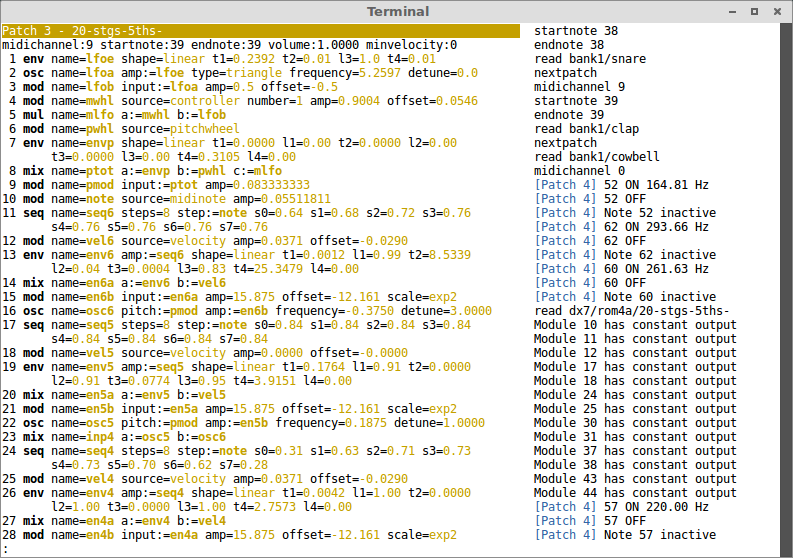 Terminal
Patch 3 - 20-stgs-5ths-
midichannel:9 startnote:39 endnote:39 volume:1.0000 minvelocity:0
1 env name=lfoe shape=linear t1=0.2392 t2=0.01 l3=1.0 t4=0.01
2 osc name=lfoa amp:=lfoe type=triangle frequency=5.2597 detune=0.0
3 mod name=lfob input:=lfoa amp=0.5 offset=-0.5
4 mod name=mwhl source=controller number=1 amp=0.9004 offset=0.0546
5 mul name=mlfo a:=mwhl b:=lfob
6 mod name=pwhl source=pitchwheel
7 env name=envp shape=linear t1=0.0000 l1=0.00 t2=0.0000 l2=0.00
t3=0.0000 l3=0.00 t4=0.3105 l4=0.00
8 mix name=ptot a:=envp b:=pwhl c:=mlfo
9 mod name=pmod input:=ptot amp=0.083333333
10 mod name=note source=midinote amp=0.05511811
11 seq name=seq6 steps=8 step:=note s0=0.64 s1=0.68 s2=0.72 s3=0.76
s4=0.76 s5=0.76 s6=0.76 s7=0.76
12 mod name=vel6 source=velocity amp=0.0371 offset=-0.0290
13 env name=env6 amp:=seq6 shape=linear t1=0.0012 l1=0.99 t2=8.5339
l2=0.04 t3=0.0004 l3=0.83 t4=25.3479 l4=0.00
14 mix name=en6a a:=env6 b:=vel6
15 mod name=en6b input:=en6a amp=15.875 offset=-12.161 scale=exp2
16 osc name=osc6 pitch:=pmod amp:=en6b frequency=-0.3750 detune=3.0000
17 seq name=seq5 steps=8 step:=note s0=0.84 s1=0.84 s2=0.84 s3=0.84
s4=0.84 s5=0.84 s6=0.84 s7=0.84
18 mod name=vel5 source=velocity amp=0.0000 offset=-0.0000
19 env name=env5 amp:=seq5 shape=linear t1=0.1764 l1=0.91 t2=0.0000
l2=0.91 t3=0.0774 l3=0.95 t4=3.9151 l4=0.00
20 mix name=en5a a:=env5 b:=vel5
21 mod name=en5b input:=en5a amp=15.875 offset=-12.161 scale=exp2
22 osc name=osc5 pitch:=pmod amp:=en5b frequency=0.1875 detune=1.0000
23 mix name=inp4 a:=osc5 b:=osc6
24 seq name=seq4 steps=8 step:=note s0=0.31 s1=0.63 s2=0.71 s3=0.73
s4=0.73 s5=0.70 s6=0.62 s7=0.28
25 mod name=vel4 source=velocity amp=0.0371 offset=-0.0290
26 env name=env4 amp:=seq4 shape=linear t1=0.0042 l1=1.00 t2=0.0000
l2=1.00 t3=0.0000 l3=1.00 t4=2.7573 l4=0.00
27 mix name=en4a a:=env4 b:=vel4
28 mod name=en4b input:=en4a amp=15.875 offset=-12.161 scale=exp2
:
startnote 38
endnote 38
read bank1/snare
nextpatch
midichannel 9
startnote 39
endnote 39
read bank1/clap
nextpatch
read bank1/cowbell
midichannel 0
[Patch 4] 52 ON 164.81 Hz
[Patch 4] 52 OFF
[Patch 4] Note 52 inactive
[Patch 4] 62 ON 293.66 Hz
[Patch 4] 62 OFF
[Patch 4] Note 62 inactive
[Patch 4] 60 ON 261.63 Hz
[Patch 4] 60 OFF
[Patch 4] Note 60 inactive
read dx7/rom4a/20-stgs-5ths-
Module 10 has constant output
Module 11 has constant output
Module 12 has constant output
Module 17 has constant output
Module 18 has constant output
Module 24 has constant output
Module 25 has constant output
Module 30 has constant output
Module 31 has constant output
Module 37 has constant output
Module 38 has constant output
Module 43 has constant output
Module 44 has constant output
[Patch 4] 57 ON 220.00 Hz
[Patch 4] 57 OFF
[Patch 4] Note 57 inactive